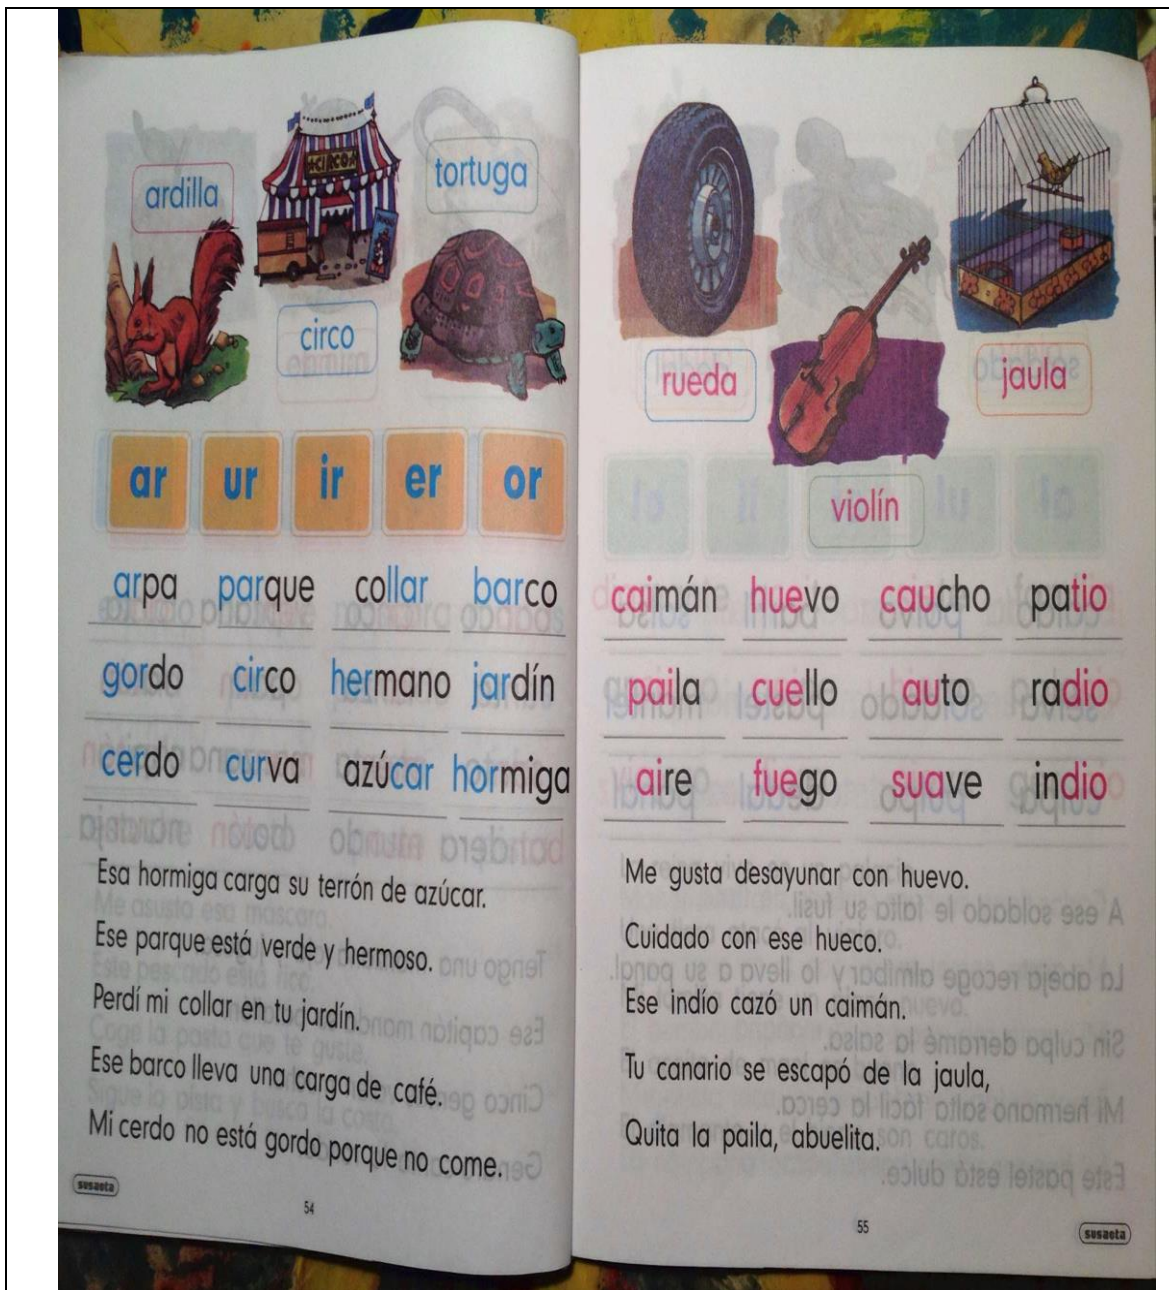 ardilla
CIRCO
tortuga
circo
ar ur ir er or
arpa parque collar barco
gordo circo hermano jardín
cerdo curva azúcar hormiga
Esa hormiga carga su terrón de azúcar.
Ese parque está verde y hermoso.
Perdí mi collar en tu jardín.
Ese barco lleva una carga de café.
Mi cerdo no está gordo porque no come.
susaeta
54
rueda
jaula
violín
caimán huevo caucho patio
paila cuello auto radio
aire fuego suave indio
Me gusta desayunar con huevo.
Cuidado con ese hueco.
Ese indío cazó un caimán.
Tu canario se escapó de la jaula,
Quita la paila, abuelita.
55
susaeta